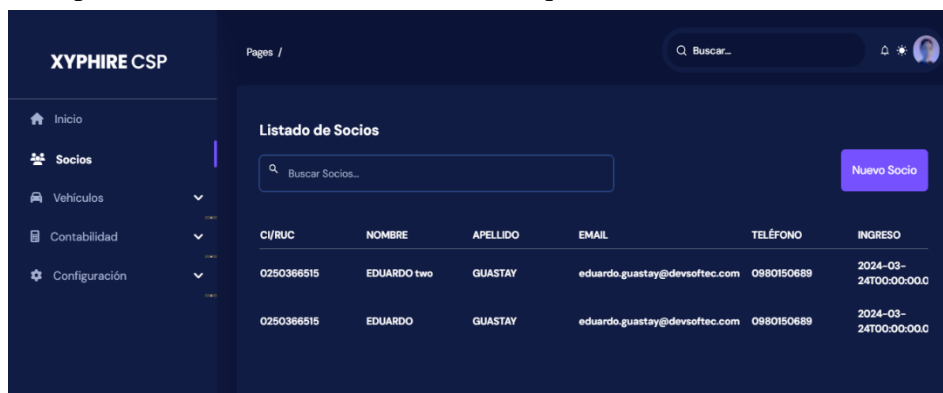 XYPHIRE CSP
Inicio
Socios
Vehículos
Contabilidad
Configuración
Pages /
Buscar...
Listado de Socios
Buscar Socios...
Nuevo Socio
CI/RUC NOMBRE APELLIDO EMAIL TELÉFONO INGRESO
0250366515 EDUARDO two GUASTAY eduardo.guastay@devsoftec.com 0980150689 2024-03-
24T00:00:00.0
0250366515 EDUARDO GUASTAY eduardo.guastay@devsoftec.com 0980150689 2024-03-
24T00:00:00.0